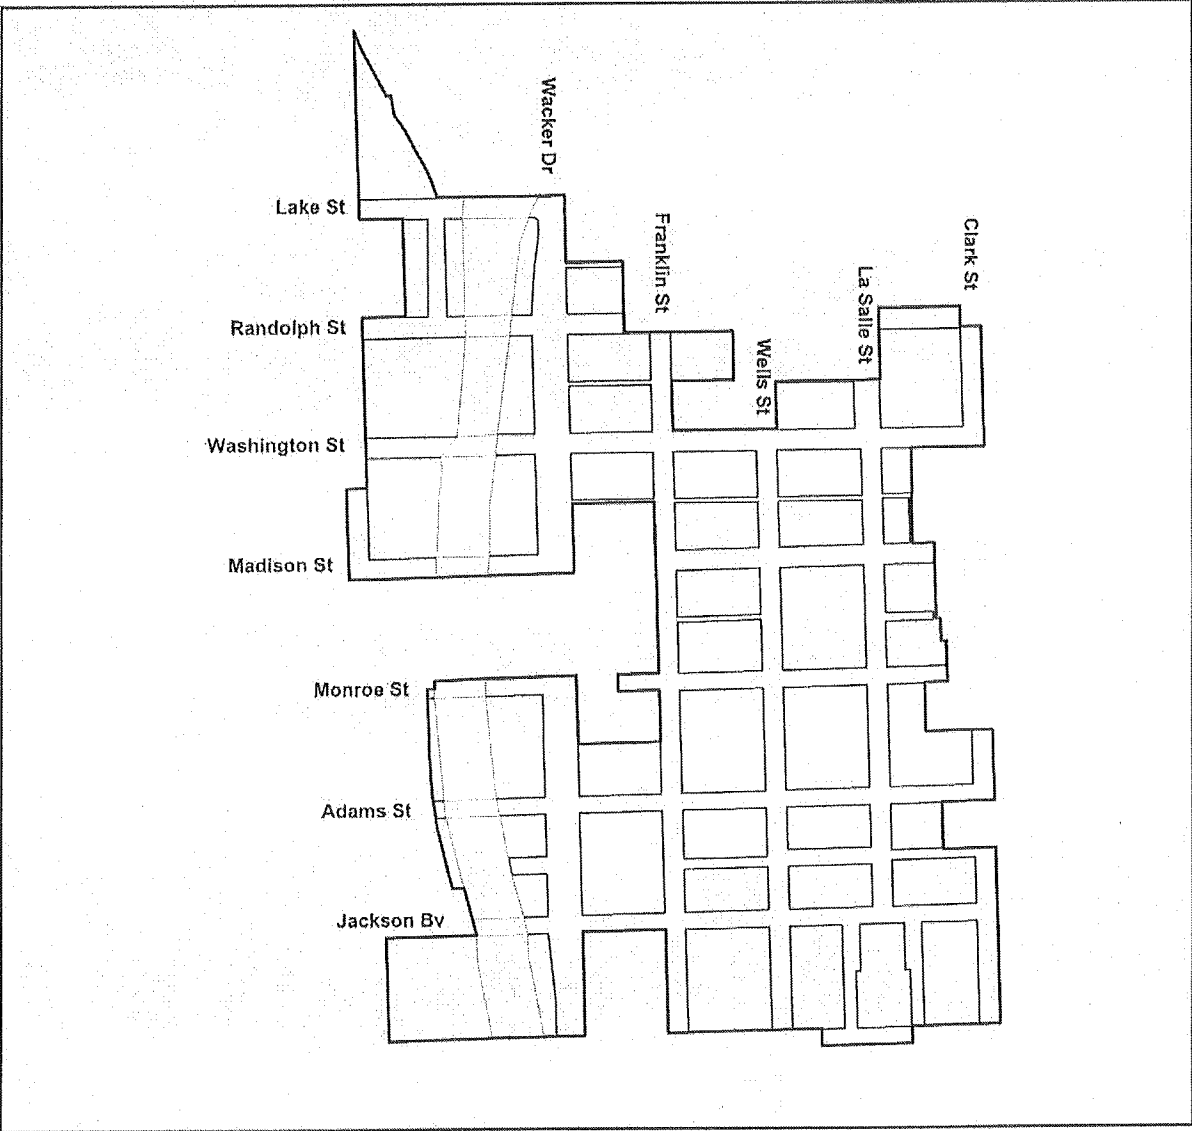 Wacker Dr
Lake St
Franklin St
Clark St
La Salle St
Randolph St
Wells St
Washington St
Madison St
Monroe St
Adams St
Jackson Bv